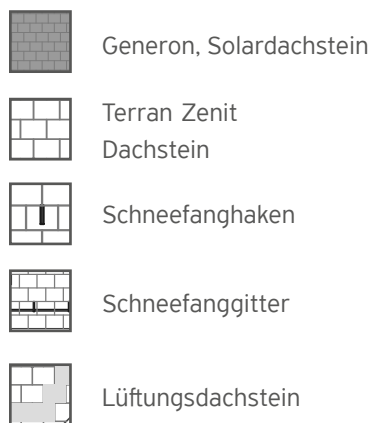 Generon, Solardachstein
Terran Zenit
Dachstein
Schneefanghaken
Schneefanggitter
Lüftungsdachstein